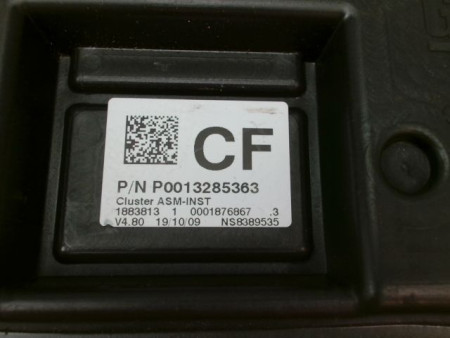 CF
P/N P0013285363
Cluster ASM-INST
1883813 1 0001876867 .3
V4.80 19/10/09 NS8389535